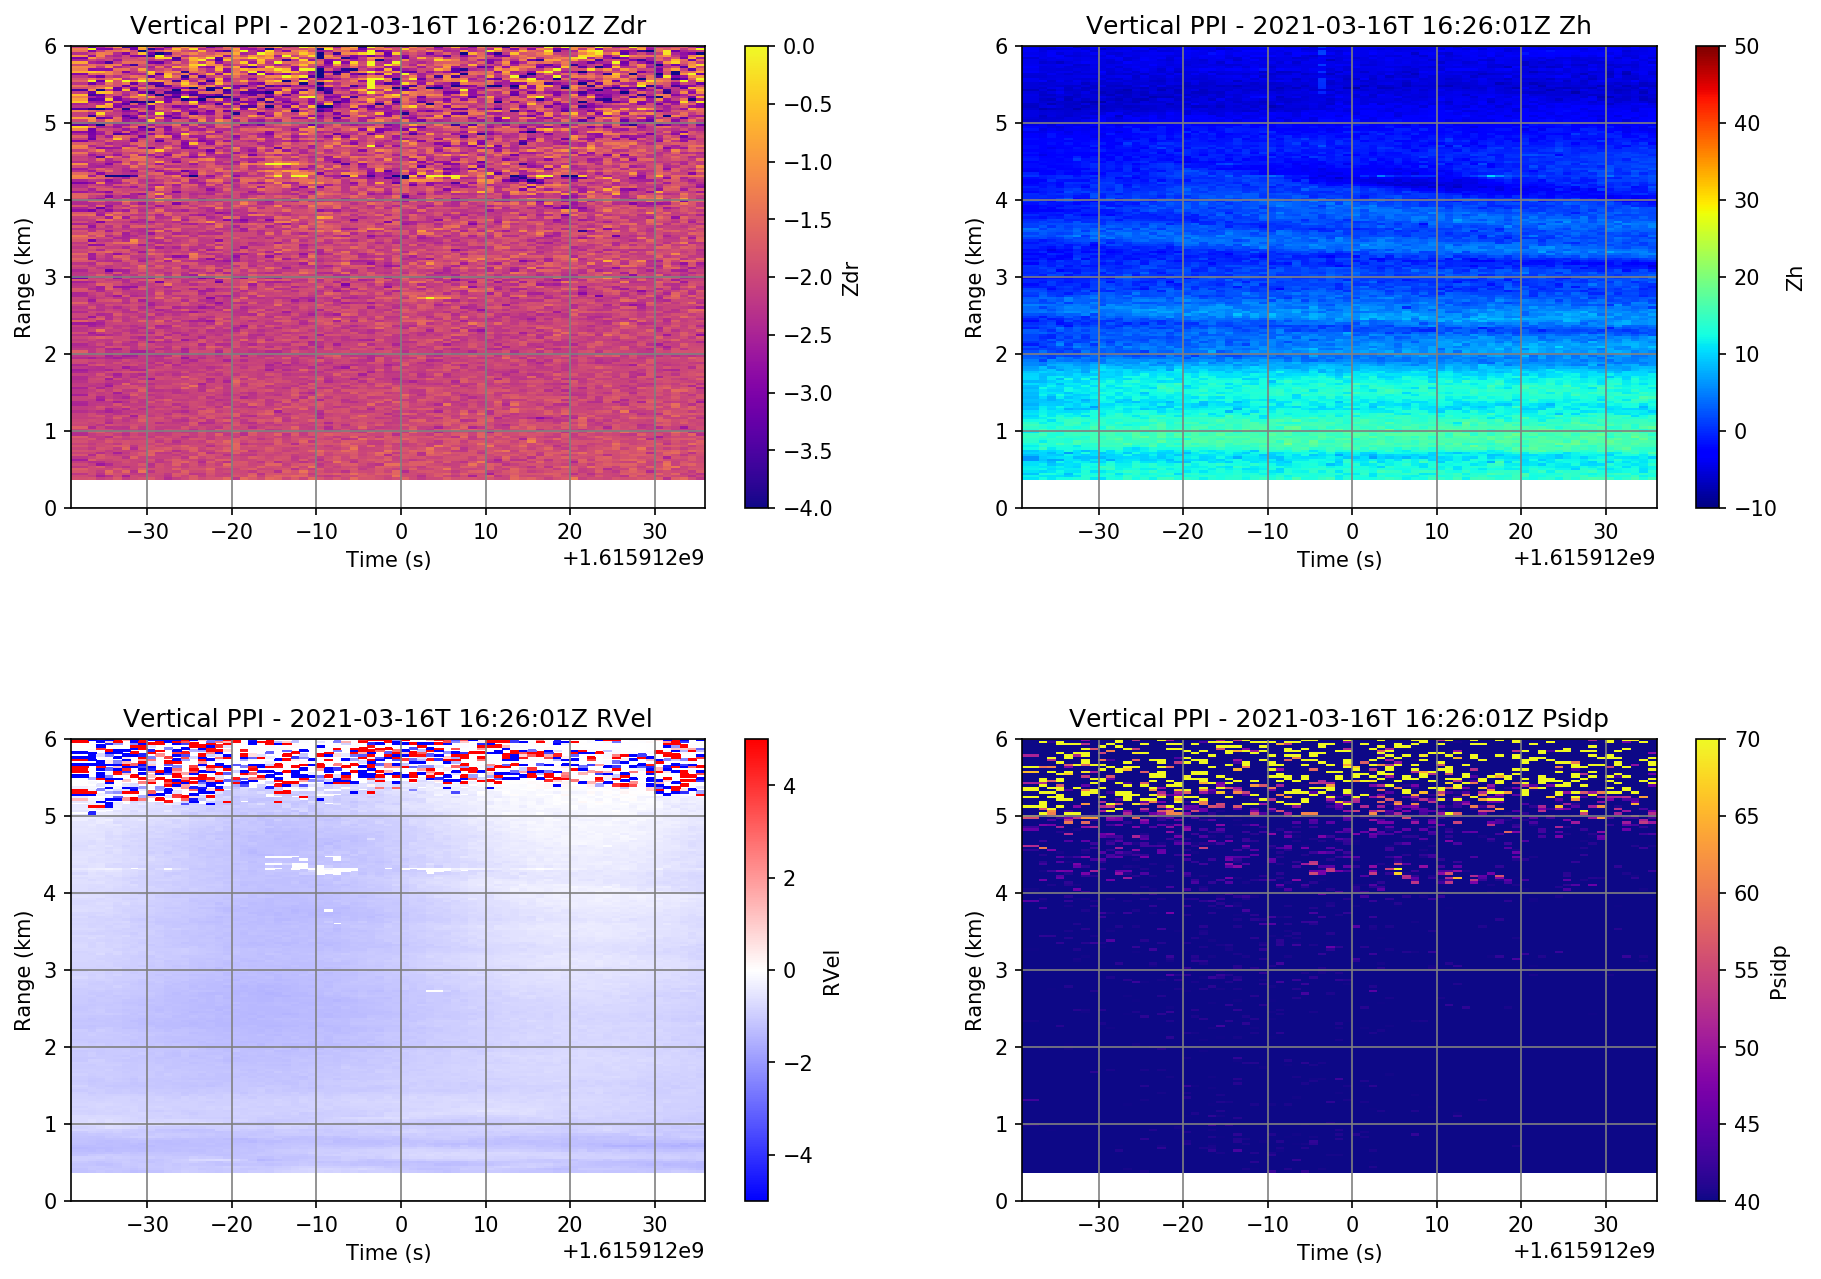 Vertical PPI - 2021-03-16T 16:26:01Z Zdr
6
5
4
3
2
1
0
Range (km)
−30 −20 −10 0 10 20 30
Time (s)
+1.615912e9
0.0
−0.5
−1.0
−1.5
−2.0
−2.5
−3.0
−3.5
−4.0
Zdr
Vertical PPI - 2021-03-16T 16:26:01Z Zh
6
5
4
3
2
1
0
Range (km)
−30 −20 −10 0 10 20 30
Time (s)
+1.615912e9
50
40
30
20
10
0
−10
Zh
Vertical PPI - 2021-03-16T 16:26:01Z RVel
6
5
4
3
2
1
0
Range (km)
−30 −20 −10 0 10 20 30
Time (s)
+1.615912e9
4
2
0
−2
−4
RVel
Vertical PPI - 2021-03-16T 16:26:01Z Psidp
6
5
4
3
2
1
0
Range (km)
−30 −20 −10 0 10 20 30
Time (s)
+1.615912e9
70
65
60
55
50
45
40
Psidp